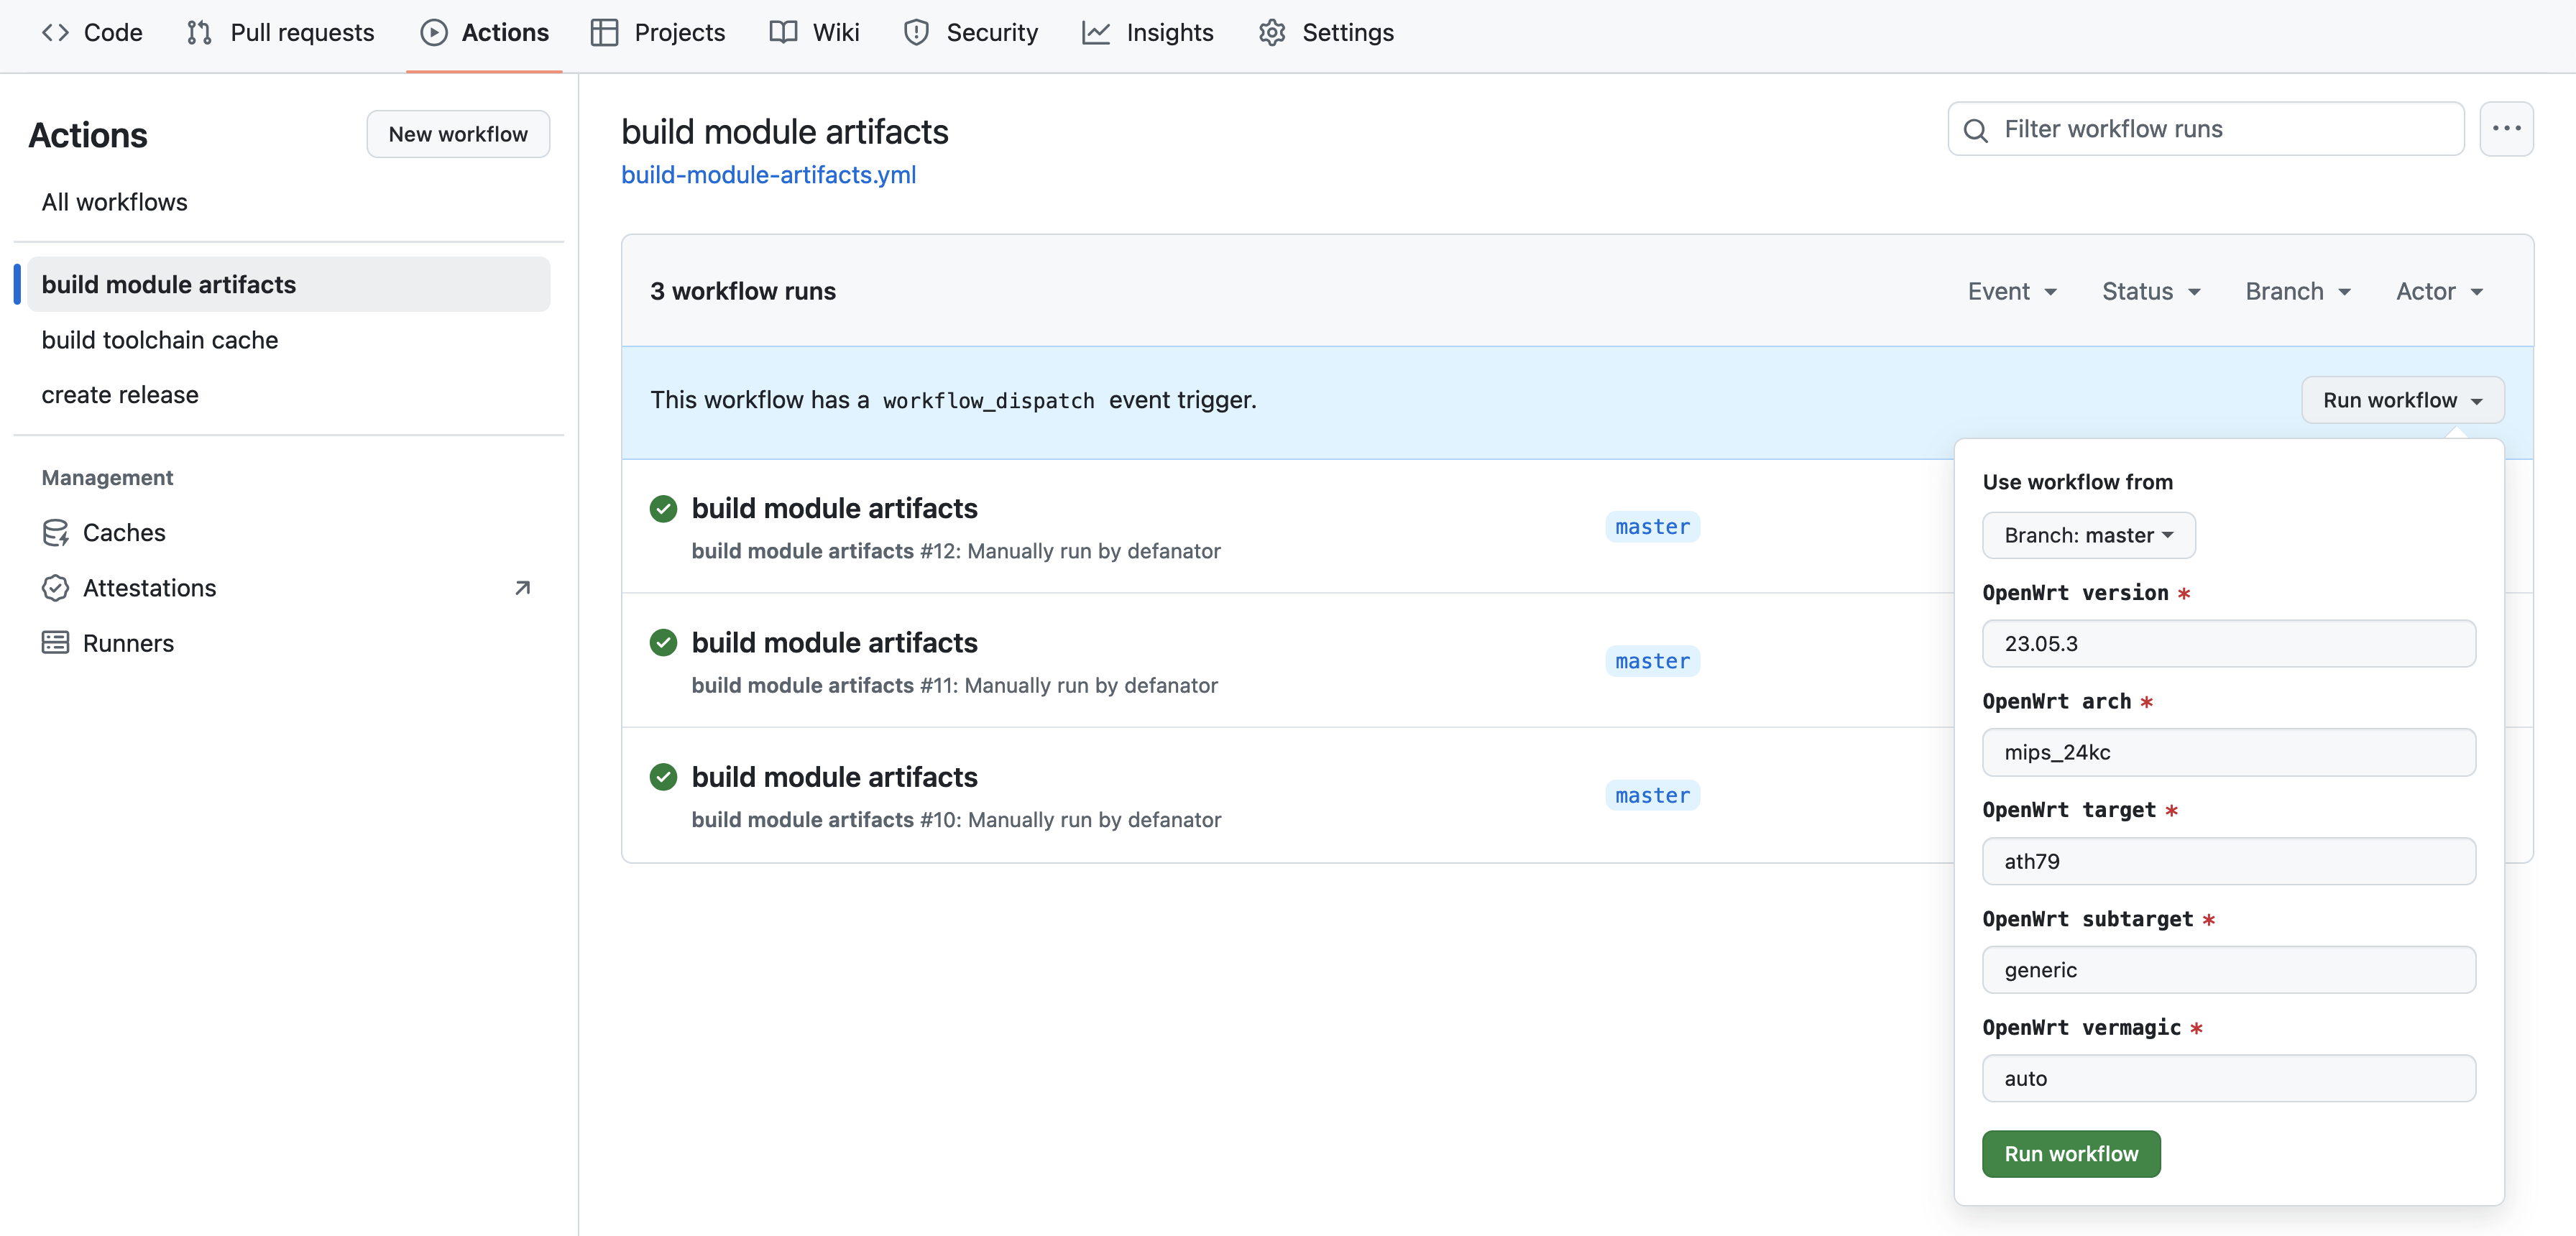 Code Pull requests Actions Projects Wiki Security Insights Settings
Actions
New workflow
All workflows
build module artifacts
build toolchain cache
create release
Management
Caches
Attestations
Runners
build module artifacts
build-module-artifacts.yml
Filter workflow runs
3 workflow runs
Event Status Branch Actor
This workflow has a workflow_dispatch event trigger.
Run workflow
build module artifacts
build module artifacts #12: Manually run by defanator
master
build module artifacts
build module artifacts #11: Manually run by defanator
master
build module artifacts
build module artifacts #10: Manually run by defanator
master
Use workflow from
Branch: master
OpenWrt version *
23.05.3
OpenWrt arch *
mips_24kc
OpenWrt target *
ath79
OpenWrt subtarget *
generic
OpenWrt vermagic *
auto
Run workflow